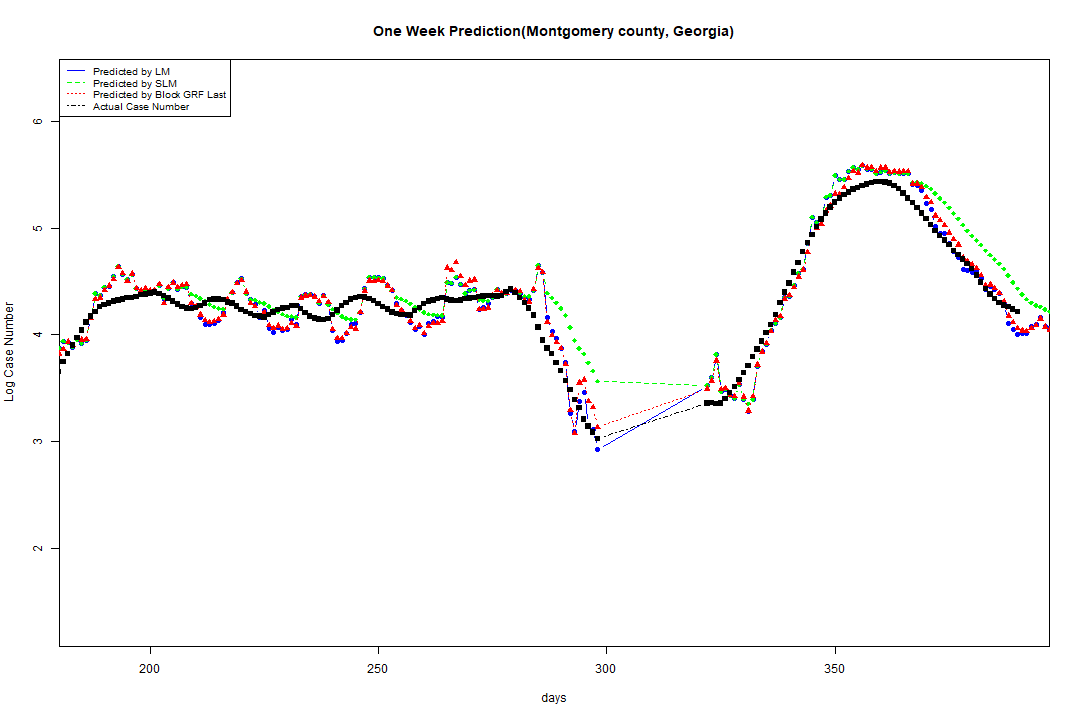 One Week Prediction(Montgomery county, Georgia)
Predicted by LM
Predicted by SLM
Predicted by Block GRF Last
Actual Case Number
6
5
4
3
2
Log Case Number
200 250 300 350
days